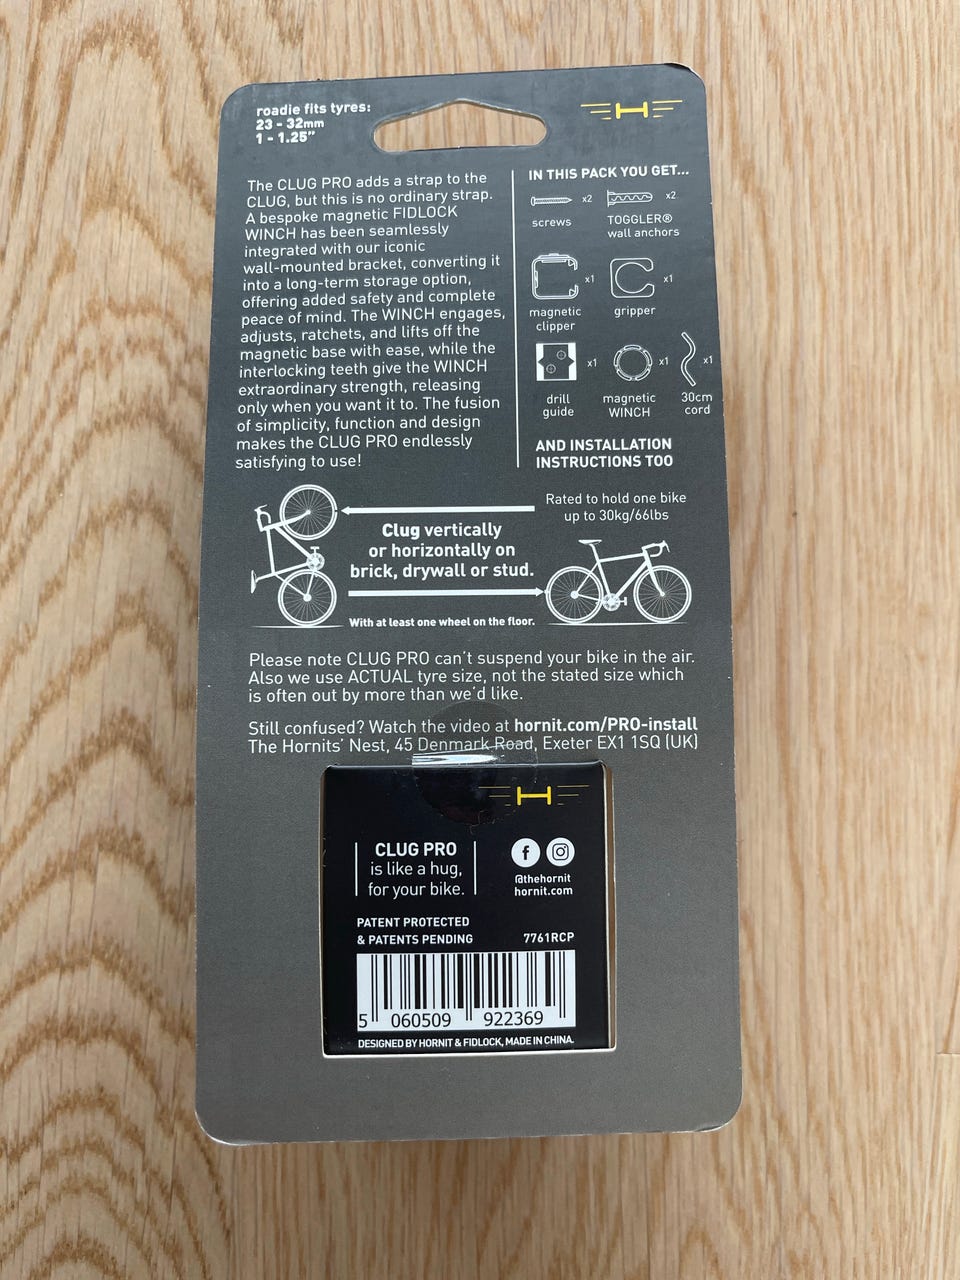 roadie fits tyres:
23 - 32mm
1 - 1.25"
H
The CLUG PRO adds a strap to the
CLUG, but this is no ordinary strap.
A bespoke magnetic FIDLOCK
WINCH has been seamlessly
integrated with our iconic
wall-mounted bracket, converting it
into a long-term storage option,
offering added safety and complete
peace of mind. The WINCH engages,
adjusts, ratchets, and lifts off the
magnetic base with ease, while the
interlocking teeth give the WINCH
extraordinary strength, releasing
only when you want it to. The fusion
of simplicity, function and design
makes the CLUG PRO endlessly
satisfying to use!
IN THIS PACK YOU GET...
x2
screws
x2
TOGGLER®
wall anchors
x1
magnetic
clipper
x1
gripper
x1
drill
guide
x1
magnetic
WINCH
x1
30cm
cord
AND INSTALLATION
INSTRUCTIONS TOO
Rated to hold one bike
up to 30kg/66lbs
Clug vertically
or horizontally on
brick, drywall or stud.
With at least one wheel on the floor.
Please note CLUG PRO can't suspend your bike in the air.
Also we use ACTUAL tyre size, not the stated size which
is often out by more than we'd like.
Still confused? Watch the video at hornit.com/PRO-install
The Hornits' Nest, 45 Denmark Road, Exeter EX1 1SQ (UK)
H
CLUG PRO
is like a hug,
for your bike.
@thehornit
hornit.com
PATENT PROTECTED
& PATENTS PENDING
7761RCP
5 060509 922369
DESIGNED BY HORNIT & FIDLOCK, MADE IN CHINA.